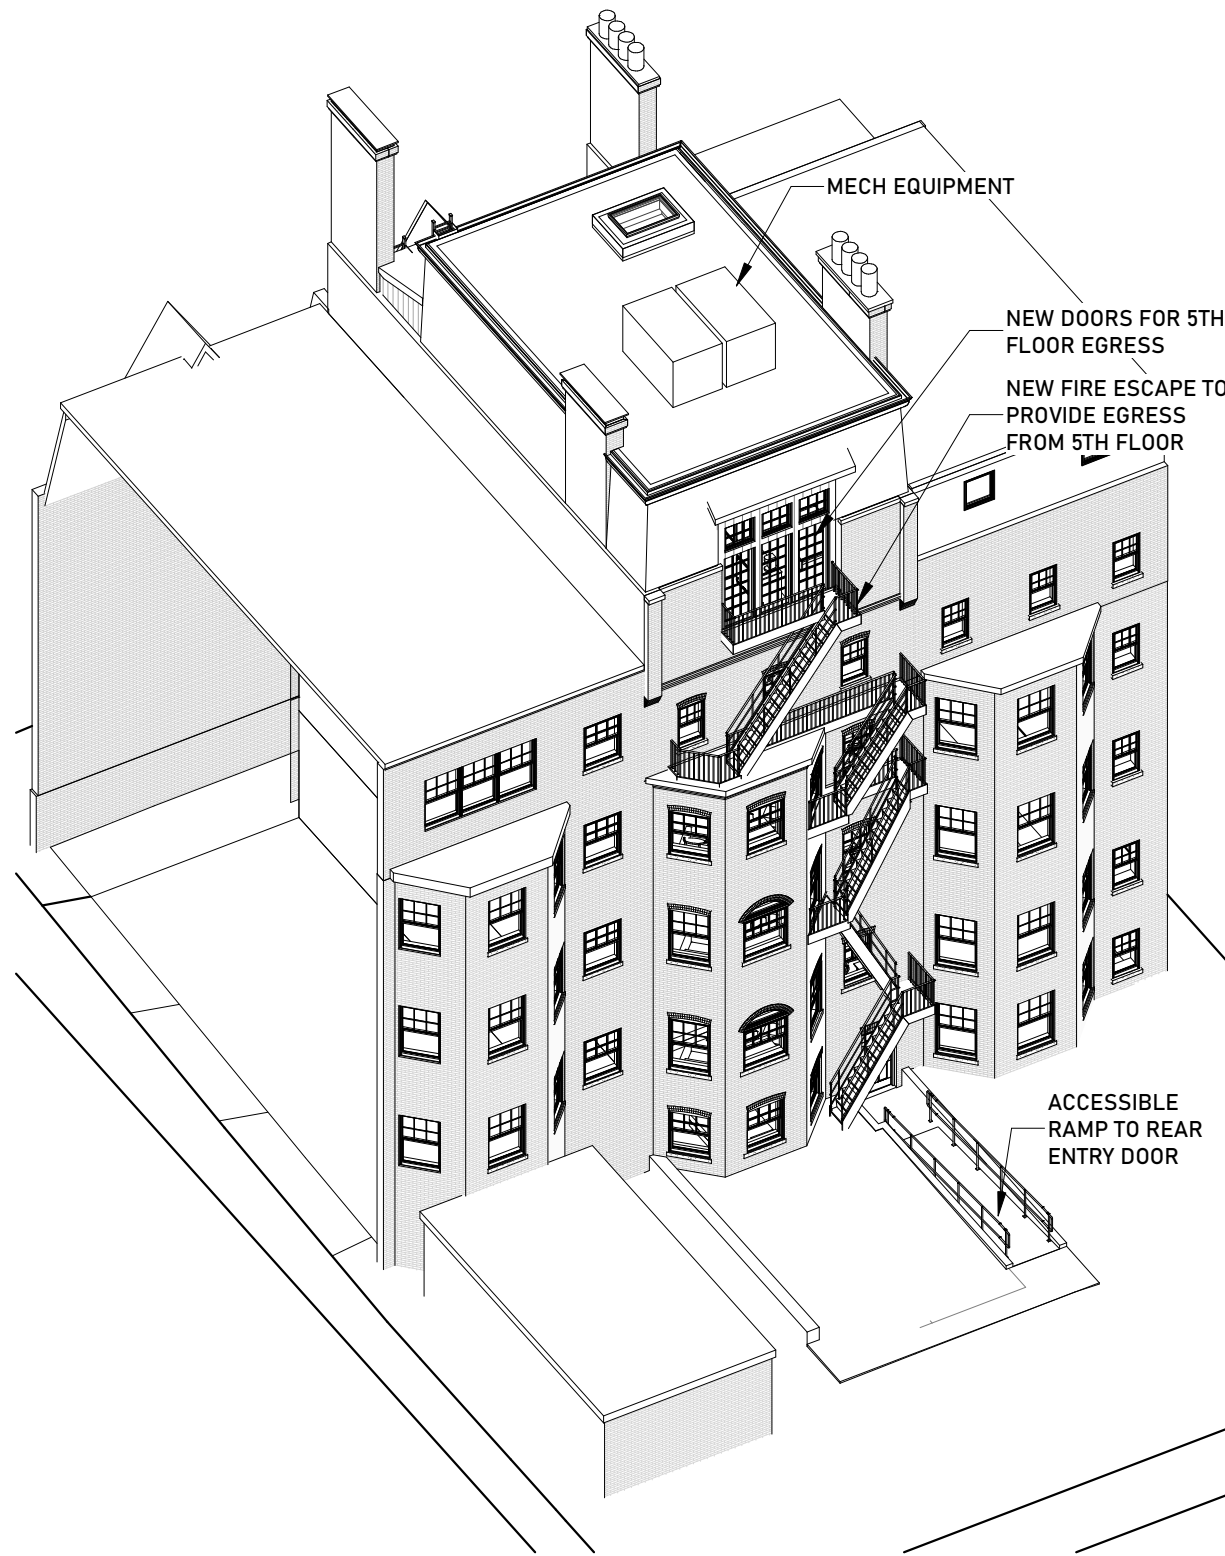 MECH EQUIPMENT
NEW DOORS FOR 5TH
FLOOR EGRESS
NEW FIRE ESCAPE TO
PROVIDE EGRESS
FROM 5TH FLOOR
ACCESSIBLE
RAMP TO REAR
ENTRY DOOR